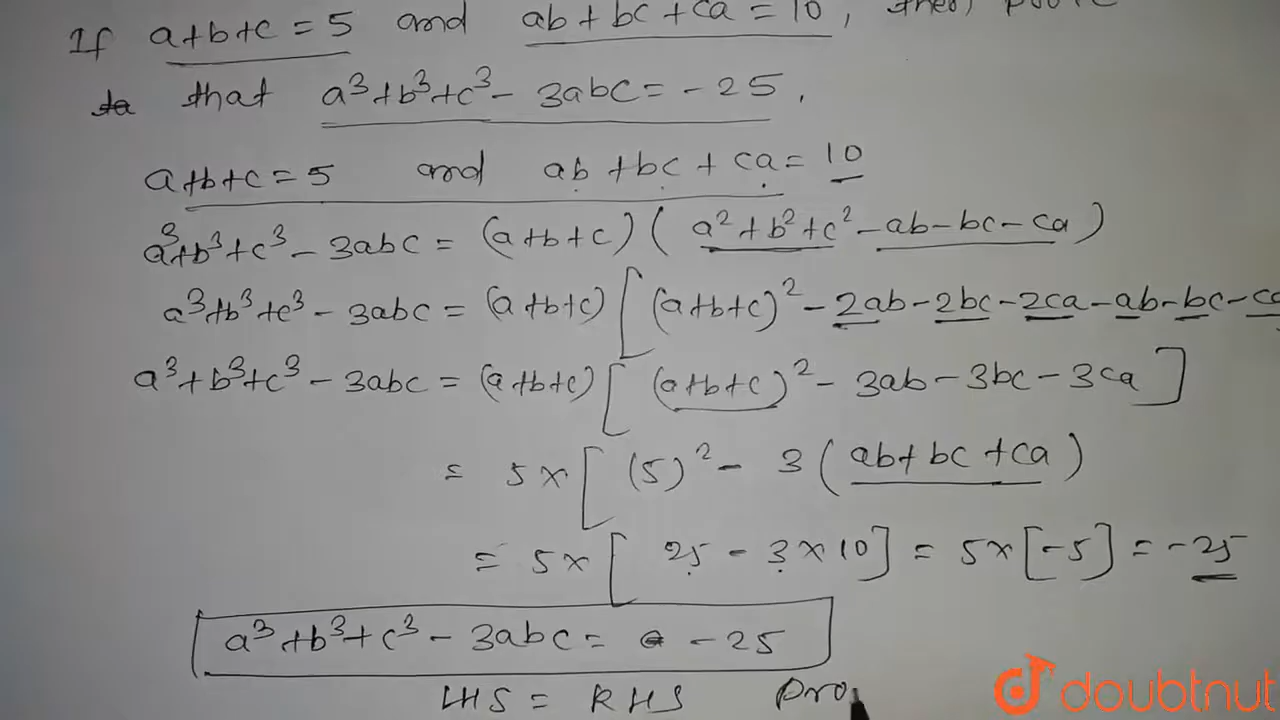 If a+b+c = 5 and ab+bc+ca = 10, then
that a³+b³+c³ - 3abc = -25.
a+b+c = 5 and ab+bc+ca = 10
a³+b³+c³ - 3abc = (a+b+c) (a²+b²+c² - ab - bc - ca)
a³+b³+c³ - 3abc = (a+b+c) [(a+b+c)² - 2ab - 2bc - 2ca - ab - bc - ca
a³+b³+c³ - 3abc = (a+b+c) [(a+b+c)² - 3ab - 3bc - 3ca]
= 5 × [(5)² - 3(ab+bc+ca)
= 5 × [25 - 3×10] = 5×[-5] = -25
a³+b³+c³ - 3abc = -25
LHS = RHS Pro
doubtnut